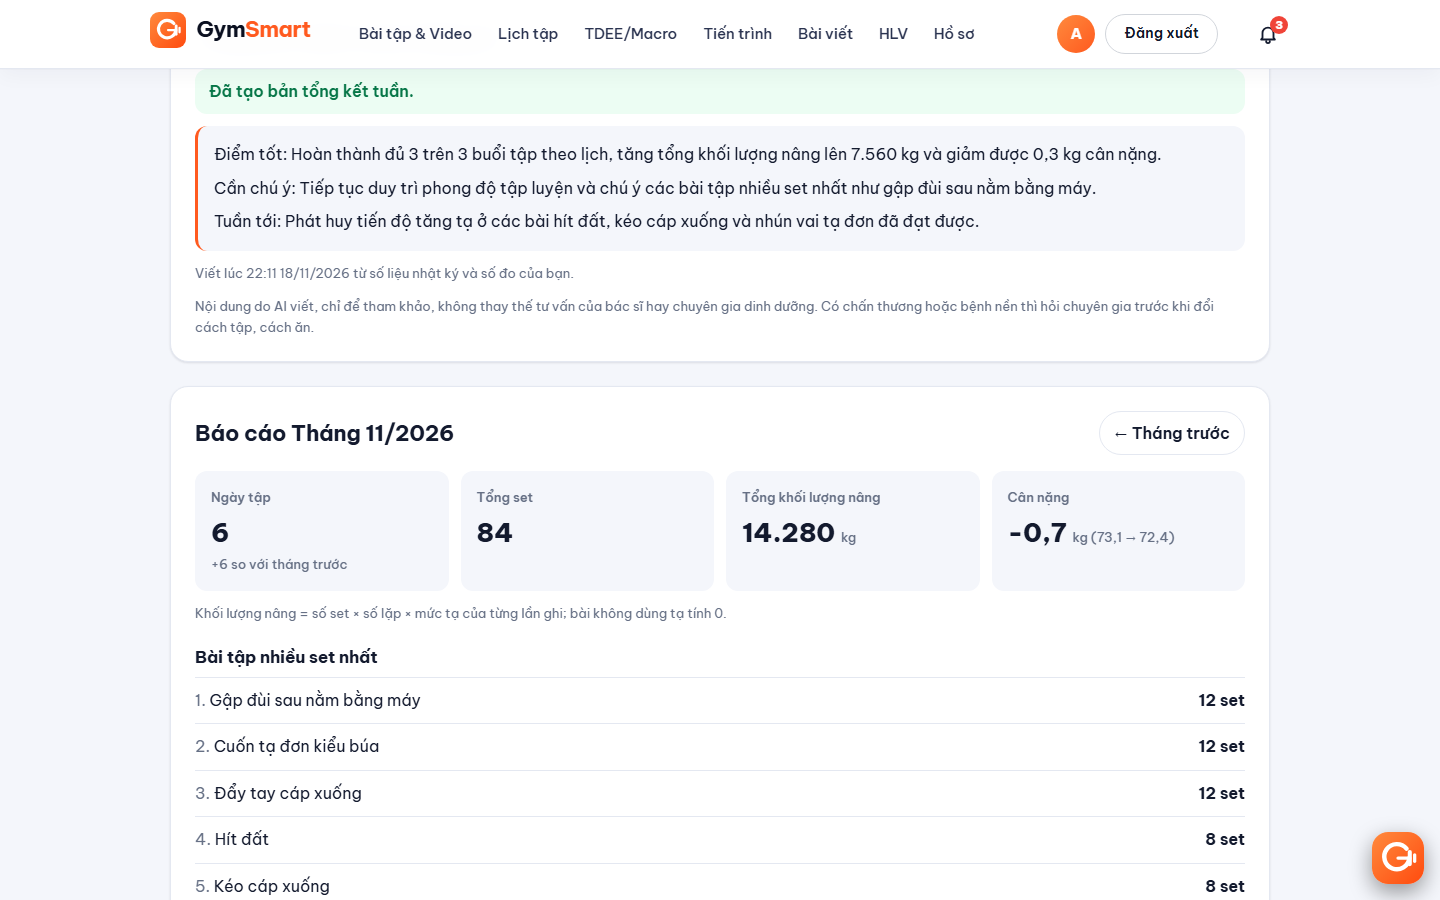 GymSmart
Bài tập & Video
Lịch tập
TDEE/Macro
Tiến trình
Bài viết
HLV
Hồ sơ
A
Đăng xuất
3
Đã tạo bản tổng kết tuần.
Điểm tốt: Hoàn thành đủ 3 trên 3 buổi tập theo lịch, tăng tổng khối lượng nâng lên 7.560 kg và giảm được 0,3 kg cân nặng.
Cần chú ý: Tiếp tục duy trì phong độ tập luyện và chú ý các bài tập nhiều set nhất như gập đùi sau nằm bằng máy.
Tuần tới: Phát huy tiến độ tăng tạ ở các bài hít đất, kéo cáp xuống và nhún vai tạ đơn đã đạt được.
Viết lúc 22:11 18/11/2026 từ số liệu nhật ký và số đo của bạn.
Nội dung do AI viết, chỉ để tham khảo, không thay thế tư vấn của bác sĩ hay chuyên gia dinh dưỡng. Có chấn thương hoặc bệnh nền thì hỏi chuyên gia trước khi đổi
cách tập, cách ăn.
Báo cáo Tháng 11/2026
← Tháng trước
Ngày tập
6
+6 so với tháng trước
Tổng set
84
Tổng khối lượng nâng
14.280 kg
Cân nặng
-0,7 kg (73,1 → 72,4)
Khối lượng nâng = số set × số lặp × mức tạ của từng lần ghi; bài không dùng tạ tính 0.
Bài tập nhiều set nhất
1. Gập đùi sau nằm bằng máy
12 set
2. Cuốn tạ đơn kiểu búa
12 set
3. Đẩy tay cáp xuống
12 set
4. Hít đất
8 set
5. Kéo cáp xuống
8 set